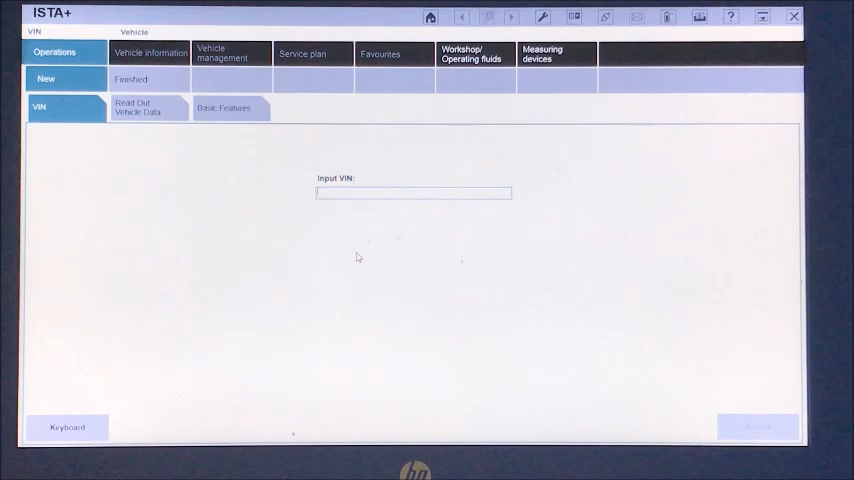 ISTA+
VIN Vehicle
Operations
Vehicle information
Vehicle
management
Service plan
Favourites
Workshop/
Operating fluids
Measuring
devices
New
Finished
VIN
Read Out
Vehicle Data
Basic Features
Input VIN:
Keyboard
hp